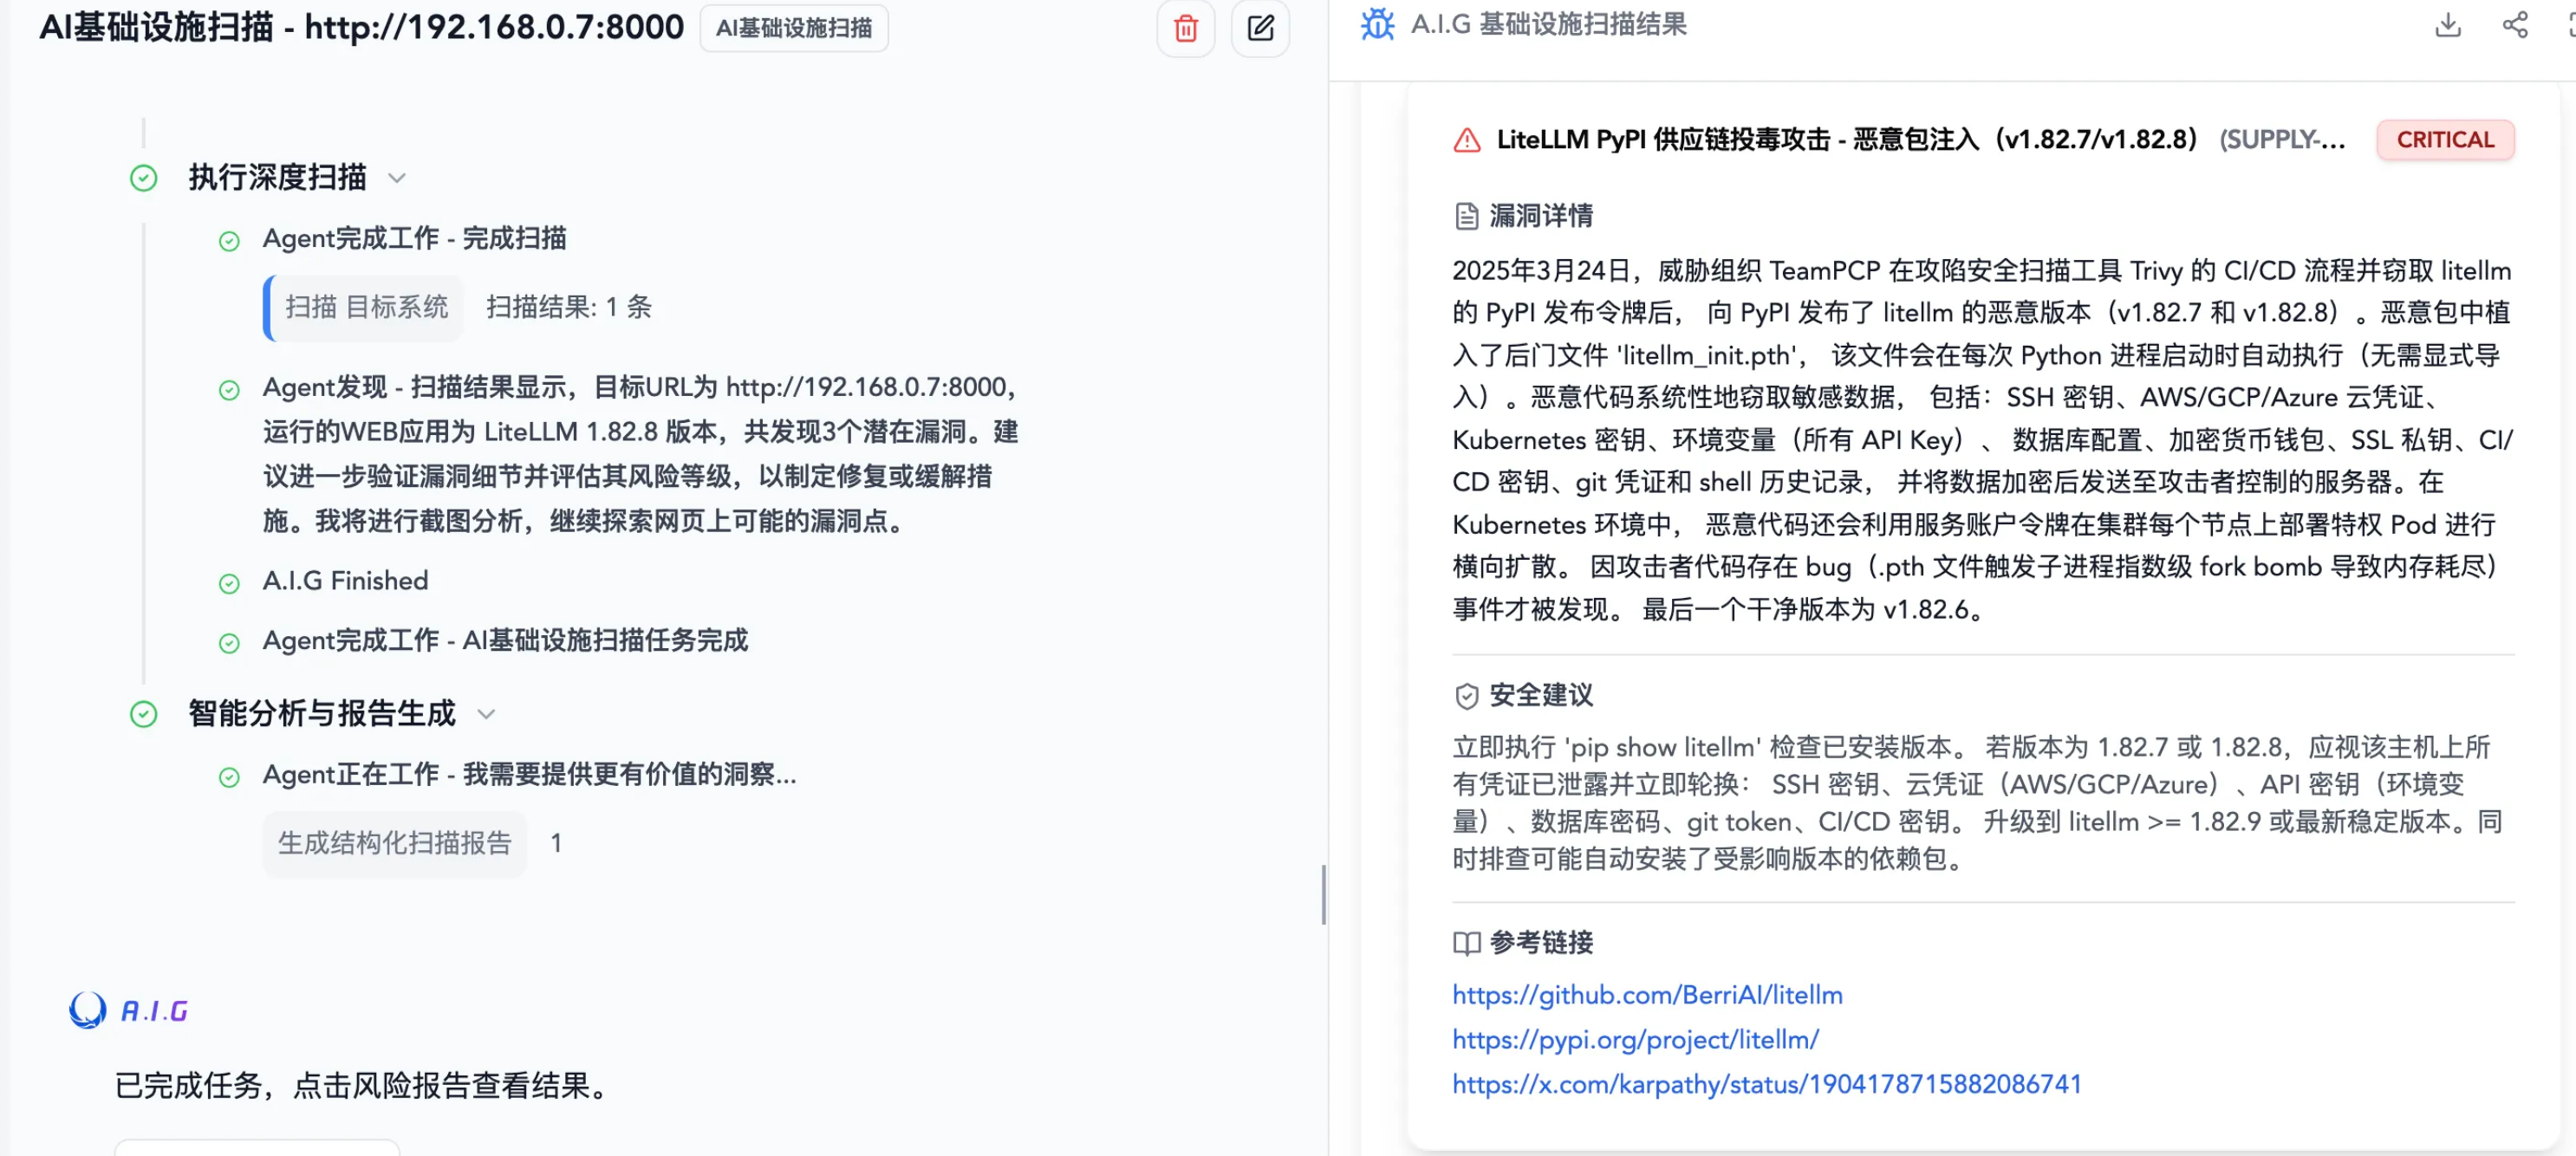 AI基础设施扫描 - http://192.168.0.7:8000
AI基础设施扫描
执行深度扫描
Agent完成工作 - 完成扫描
扫描 目标系统
扫描结果: 1 条
Agent发现 - 扫描结果显示，目标URL为 http://192.168.0.7:8000，
运行的WEB应用为 LiteLLM 1.82.8 版本，共发现3个潜在漏洞。建
议进一步验证漏洞细节并评估其风险等级，以制定修复或缓解措
施。我将进行截图分析，继续探索网页上可能的漏洞点。
A.I.G Finished
Agent完成工作 - AI基础设施扫描任务完成
智能分析与报告生成
Agent正在工作 - 我需要提供更有价值的洞察...
生成结构化扫描报告
1
A.I.G
已完成任务，点击风险报告查看结果。
A.I.G 基础设施扫描结果
LiteLLM PyPI 供应链投毒攻击 - 恶意包注入（v1.82.7/v1.82.8）
(SUPPLY-...
CRITICAL
漏洞详情
2025年3月24日，威胁组织 TeamPCP 在攻陷安全扫描工具 Trivy 的 CI/CD 流程并窃取 litellm
的 PyPI 发布令牌后， 向 PyPI 发布了 litellm 的恶意版本（v1.82.7 和 v1.82.8）。恶意包中植
入了后门文件 'litellm_init.pth'， 该文件会在每次 Python 进程启动时自动执行（无需显式导
入）。恶意代码系统性地窃取敏感数据， 包括：SSH 密钥、AWS/GCP/Azure 云凭证、
Kubernetes 密钥、环境变量（所有 API Key）、 数据库配置、加密货币钱包、SSL 私钥、CI/
CD 密钥、git 凭证和 shell 历史记录， 并将数据加密后发送至攻击者控制的服务器。在
Kubernetes 环境中， 恶意代码还会利用服务账户令牌在集群每个节点上部署特权 Pod 进行
横向扩散。 因攻击者代码存在 bug（.pth 文件触发子进程指数级 fork bomb 导致内存耗尽）
事件才被发现。 最后一个干净版本为 v1.82.6。
安全建议
立即执行 'pip show litellm' 检查已安装版本。 若版本为 1.82.7 或 1.82.8，应视该主机上所
有凭证已泄露并立即轮换： SSH 密钥、云凭证（AWS/GCP/Azure）、API 密钥（环境变
量）、数据库密码、git token、CI/CD 密钥。 升级到 litellm >= 1.82.9 或最新稳定版本。同
时排查可能自动安装了受影响版本的依赖包。
参考链接
https://github.com/BerriAI/litellm
https://pypi.org/project/litellm/
https://x.com/karpathy/status/1904178715882086741